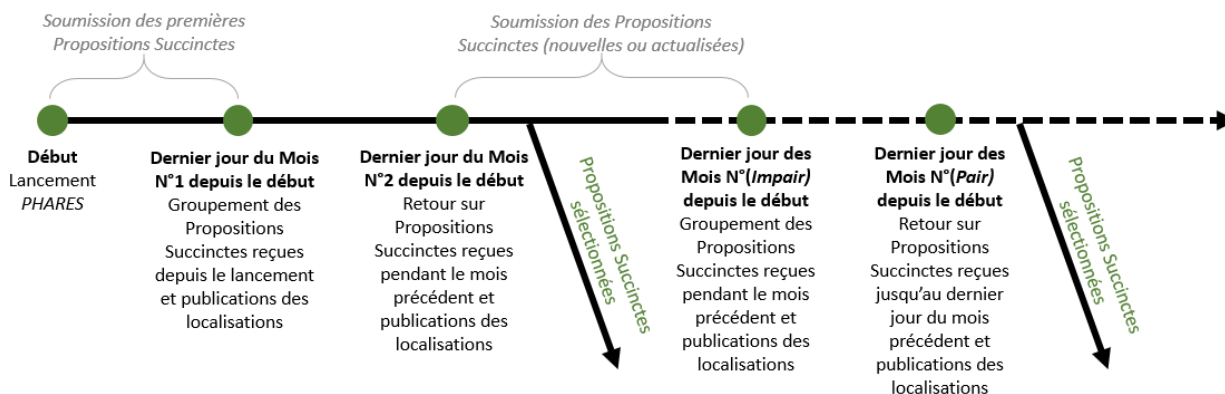 Soumission des premières
Propositions Succinctes
Soumission des Propositions
Succinctes (nouvelles ou actualisées)
Début
Lancement
PHARES
Dernier jour du Mois
N°1 depuis le début
Groupement des
Propositions
Succinctes reçues
depuis le lancement
et publications des
localisations
Dernier jour du Mois
N°2 depuis le début
Retour sur
Propositions
Succinctes reçues
pendant le mois
précédent et
publications des
localisations
Propositions Succinctes
sélectionnées
Dernier jour des
Mois N°(Impair)
depuis le début
Groupement des
Propositions
Succinctes reçues
pendant le mois
précédent et
publications des
localisations
Dernier jour des
Mois N°(Pair)
depuis le début
Retour sur
Propositions
Succinctes reçues
jusqu’au dernier
jour du mois
précédent et
publications des
localisations
Propositions Succinctes
sélectionnées